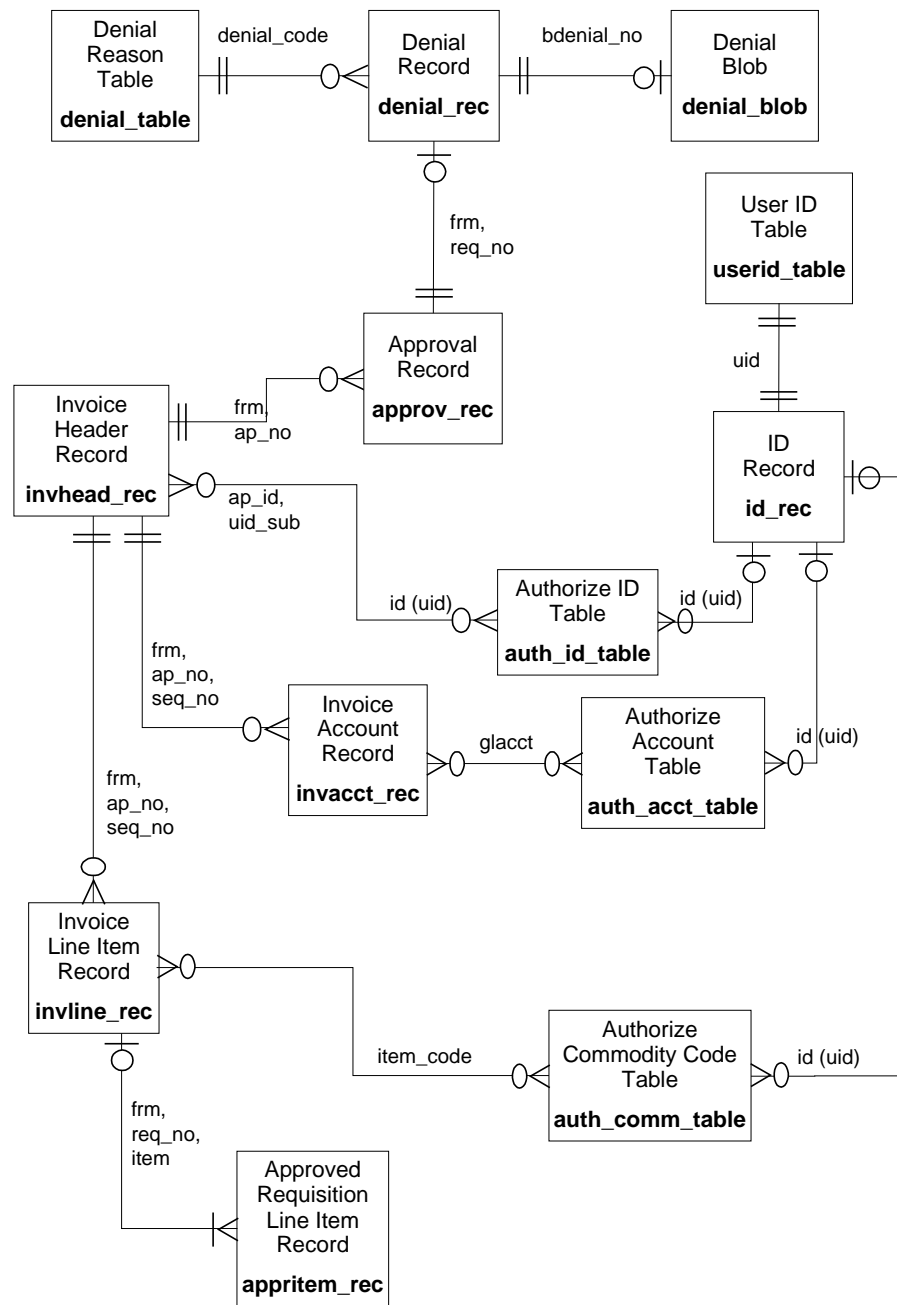 Denial
Reason
Table
denial_table
denial_code
Denial
Record
denial_rec
bdenial_no
Denial
Blob
denial_blob
frm,
req_no
User ID
Table
userid_table
uid
Approval
Record
approv_rec
frm,
ap_no
Invoice
Header
Record
invhead_rec
ap_id,
uid_sub
ID
Record
id_rec
id (uid)
Authorize ID
Table
auth_id_table
id (uid)
frm,
ap_no,
seq_no
Invoice
Account
Record
invacct_rec
glacct
Authorize
Account
Table
auth_acct_table
id (uid)
frm,
ap_no,
seq_no
Invoice
Line Item
Record
invline_rec
item_code
Authorize
Commodity Code
Table
auth_comm_table
id (uid)
frm,
req_no,
item
Approved
Requisition
Line Item
Record
appritem_rec